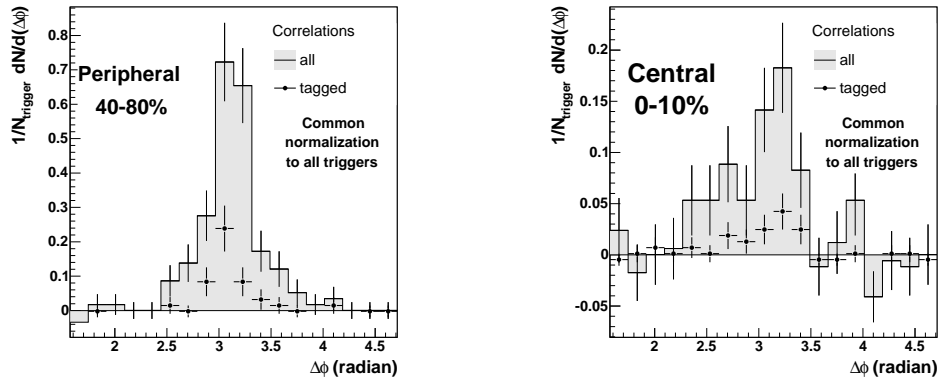 1/N_trigger dN/d(Δϕ)
0.8
0.7
0.6
0.5
0.4
0.3
0.2
0.1
0
Peripheral
40-80%
Correlations
all
tagged
Common
normalization
to all triggers
2 2.5 3 3.5 4 4.5
Δϕ (radian)
1/N_trigger dN/d(Δϕ)
0.2
0.15
0.1
0.05
0
-0.05
Central
0-10%
Correlations
all
tagged
Common
normalization
to all triggers
2 2.5 3 3.5 4 4.5
Δϕ (radian)